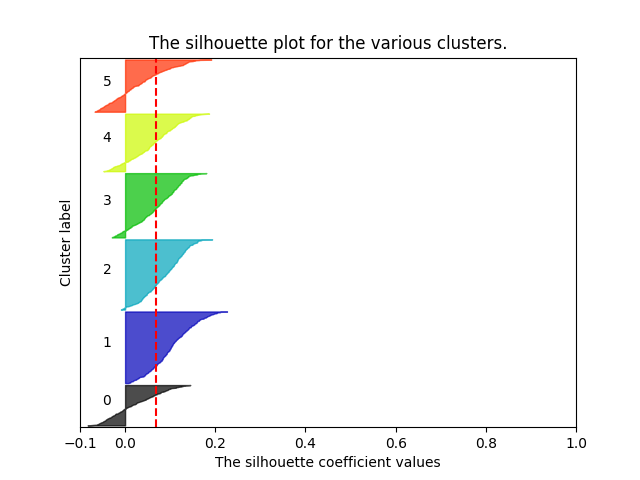 The silhouette plot for the various clusters.
5
4
3
2
1
0
Cluster label
−0.1 0.0 0.2 0.4 0.6 0.8 1.0
The silhouette coefficient values